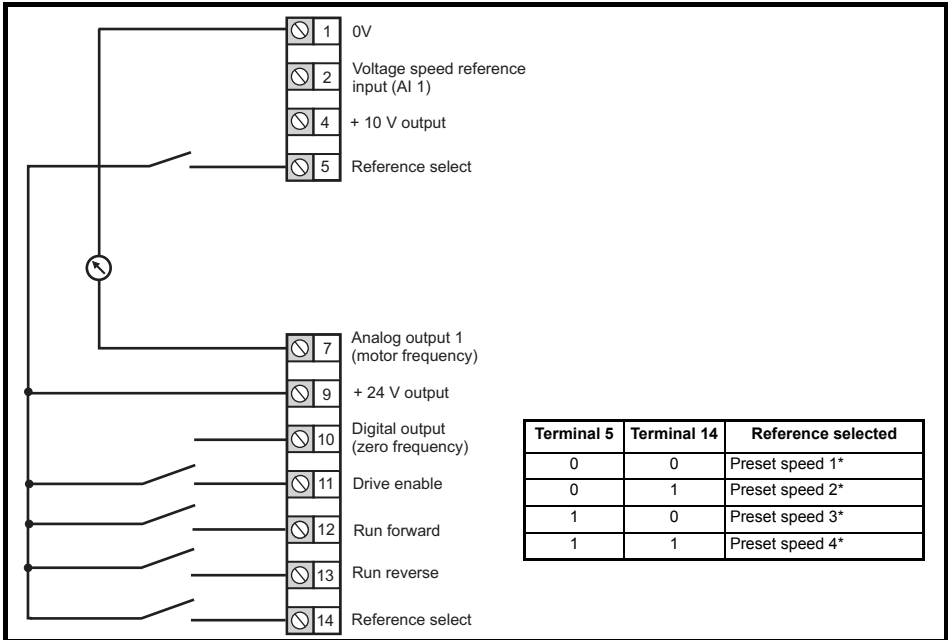 1 0V
2 Voltage speed reference
input (AI 1)
4 + 10 V output
5 Reference select
7 Analog output 1
(motor frequency)
9 + 24 V output
10 Digital output
(zero frequency)
11 Drive enable
12 Run forward
13 Run reverse
14 Reference select
Terminal 5 Terminal 14 Reference selected
0 0 Preset speed 1*
0 1 Preset speed 2*
1 0 Preset speed 3*
1 1 Preset speed 4*